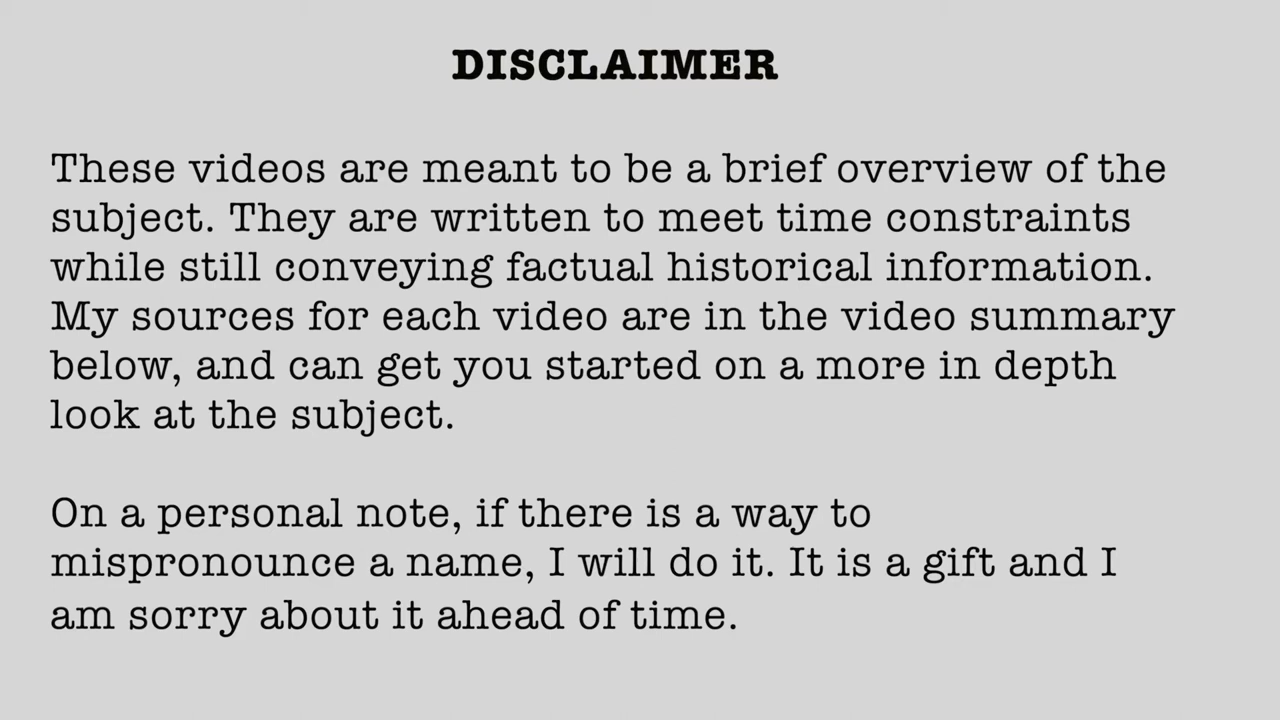 DISCLAIMER
These videos are meant to be a brief overview of the
subject. They are written to meet time constraints
while still conveying factual historical information.
My sources for each video are in the video summary
below, and can get you started on a more in depth
look at the subject.
On a personal note, if there is a way to
mispronounce a name, I will do it. It is a gift and I
am sorry about it ahead of time.